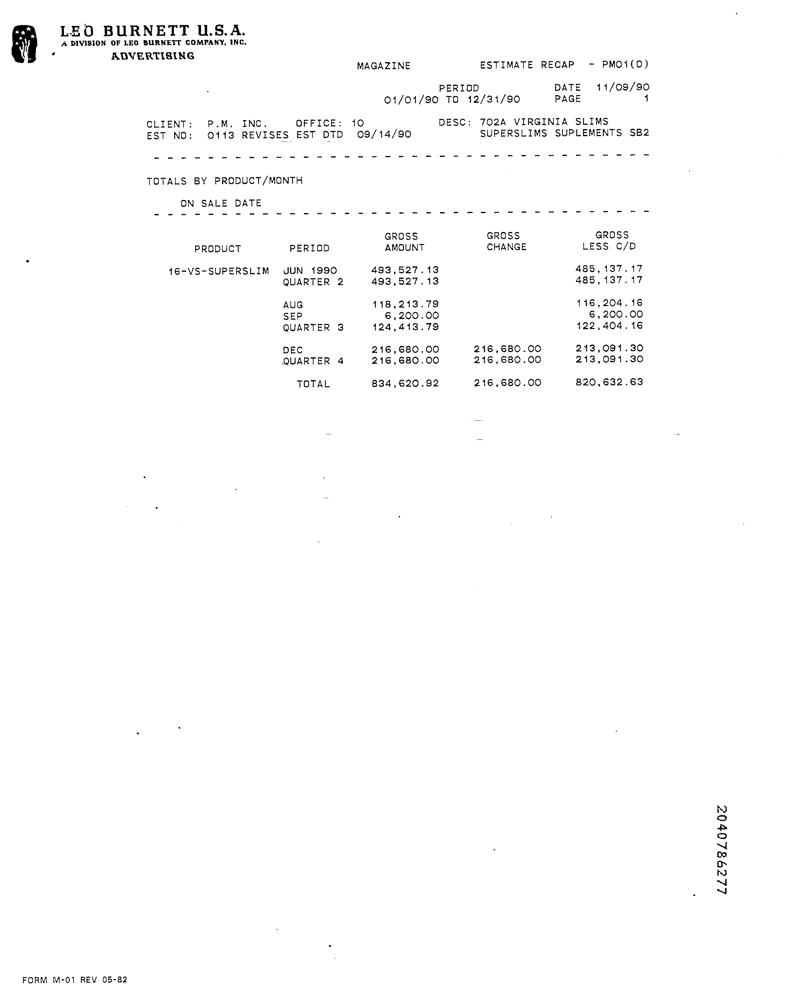 LEO BURNETT U.S.A.
A DIVISION OF LEO BURNETT COMPANY, INC.
ADVERTISING
MAGAZINE ESTIMATE RECAP - PM01(0)
PERIOD DATE 11/09/90
01/01/90 TO 12/31/90 PAGE 1
CLIENT: P.M. INC. OFFICE: 10 DESC: 702A VIRGINIA SLIMS
EST NO: 0113 REVISES EST DTD 09/14/90 SUPERSLIMS SUPLEMENTS SB2
TOTALS BY PRODUCT/MONTH
ON SALE DATE
GROSS GROSS GROSS
PRODUCT PERIOD AMOUNT CHANGE LESS C/D
16-VS-SUPERSLIM JUN 1990 493,527.13 485,137.17
QUARTER 2 493,527.13 485,137.17
AUG 118,213.79 116,204.16
SEP 6,200.00 6,200.00
QUARTER 3 124,413.79 122,404.16
DEC 216,680.00 216,680.00 213,091.30
QUARTER 4 216,680.00 216,680.00 213,091.30
TOTAL 834,620.92 216,680.00 820,632.63
2040786277
FORM M-01 REV 05-82